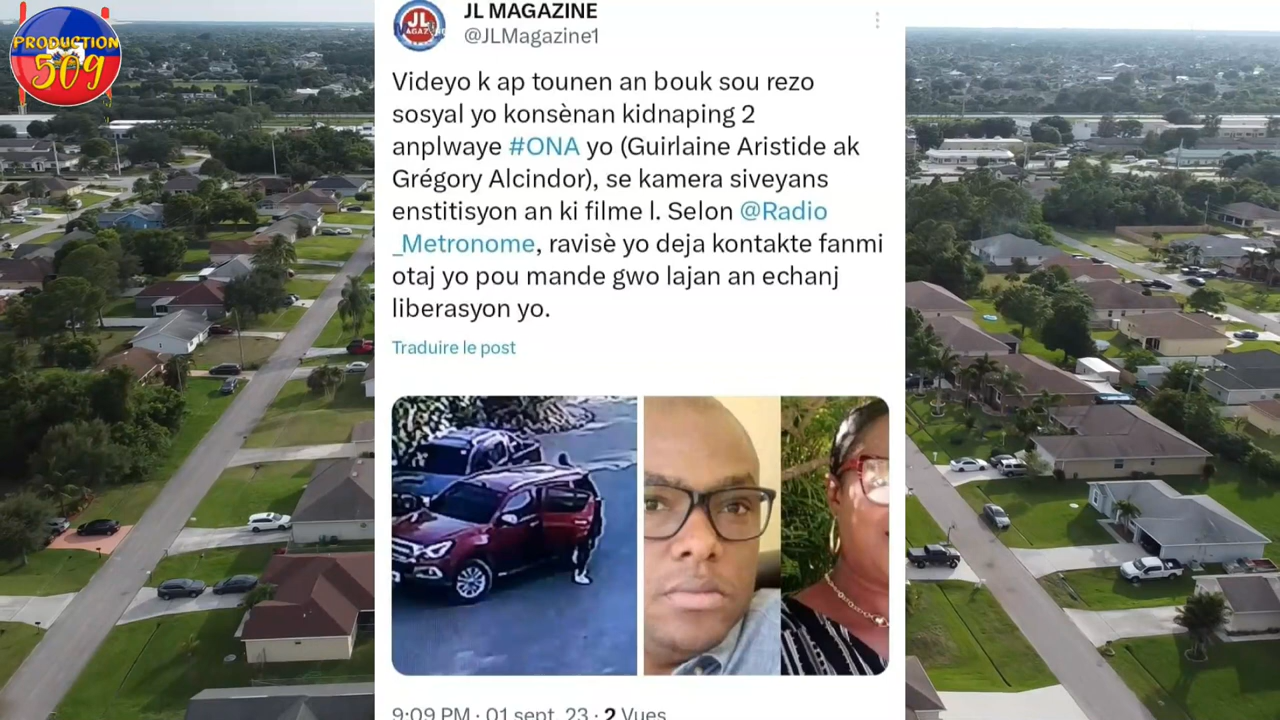 PRODUCTION
509
JL MAGAZINE
@JLMagazine1
Videyo k ap tounen an bouk sou rezo
sosyal yo konsènan kidnaping 2
anplwaye #ONA yo (Guirlaine Aristide ak
Grégory Alcindor), se kamera siveyans
enstitisyon an ki filme l. Selon @Radio
_Metronome, ravisè yo deja kontakte fanmi
otaj yo pou mande gwo lajan an echanj
liberasyon yo.
Traduire le post
9:09 PM · 01 sept. 23 · 2 Vues